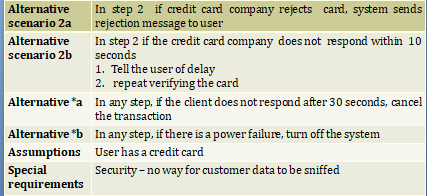 Alternative scenario 2a In step 2 if credit card company rejects card, system sends
rejection message to user
Alternative scenario 2b In step 2 if the credit card company does not respond within 10
seconds
1. Tell the user of delay
2. repeat verifying the card
Alternative *a In any step, if the client does not respond after 30 seconds, cancel
the transaction
Alternative *b In any step, if there is a power failure, turn off the system
Assumptions User has a credit card
Special requirements Security – no way for customer data to be sniffed